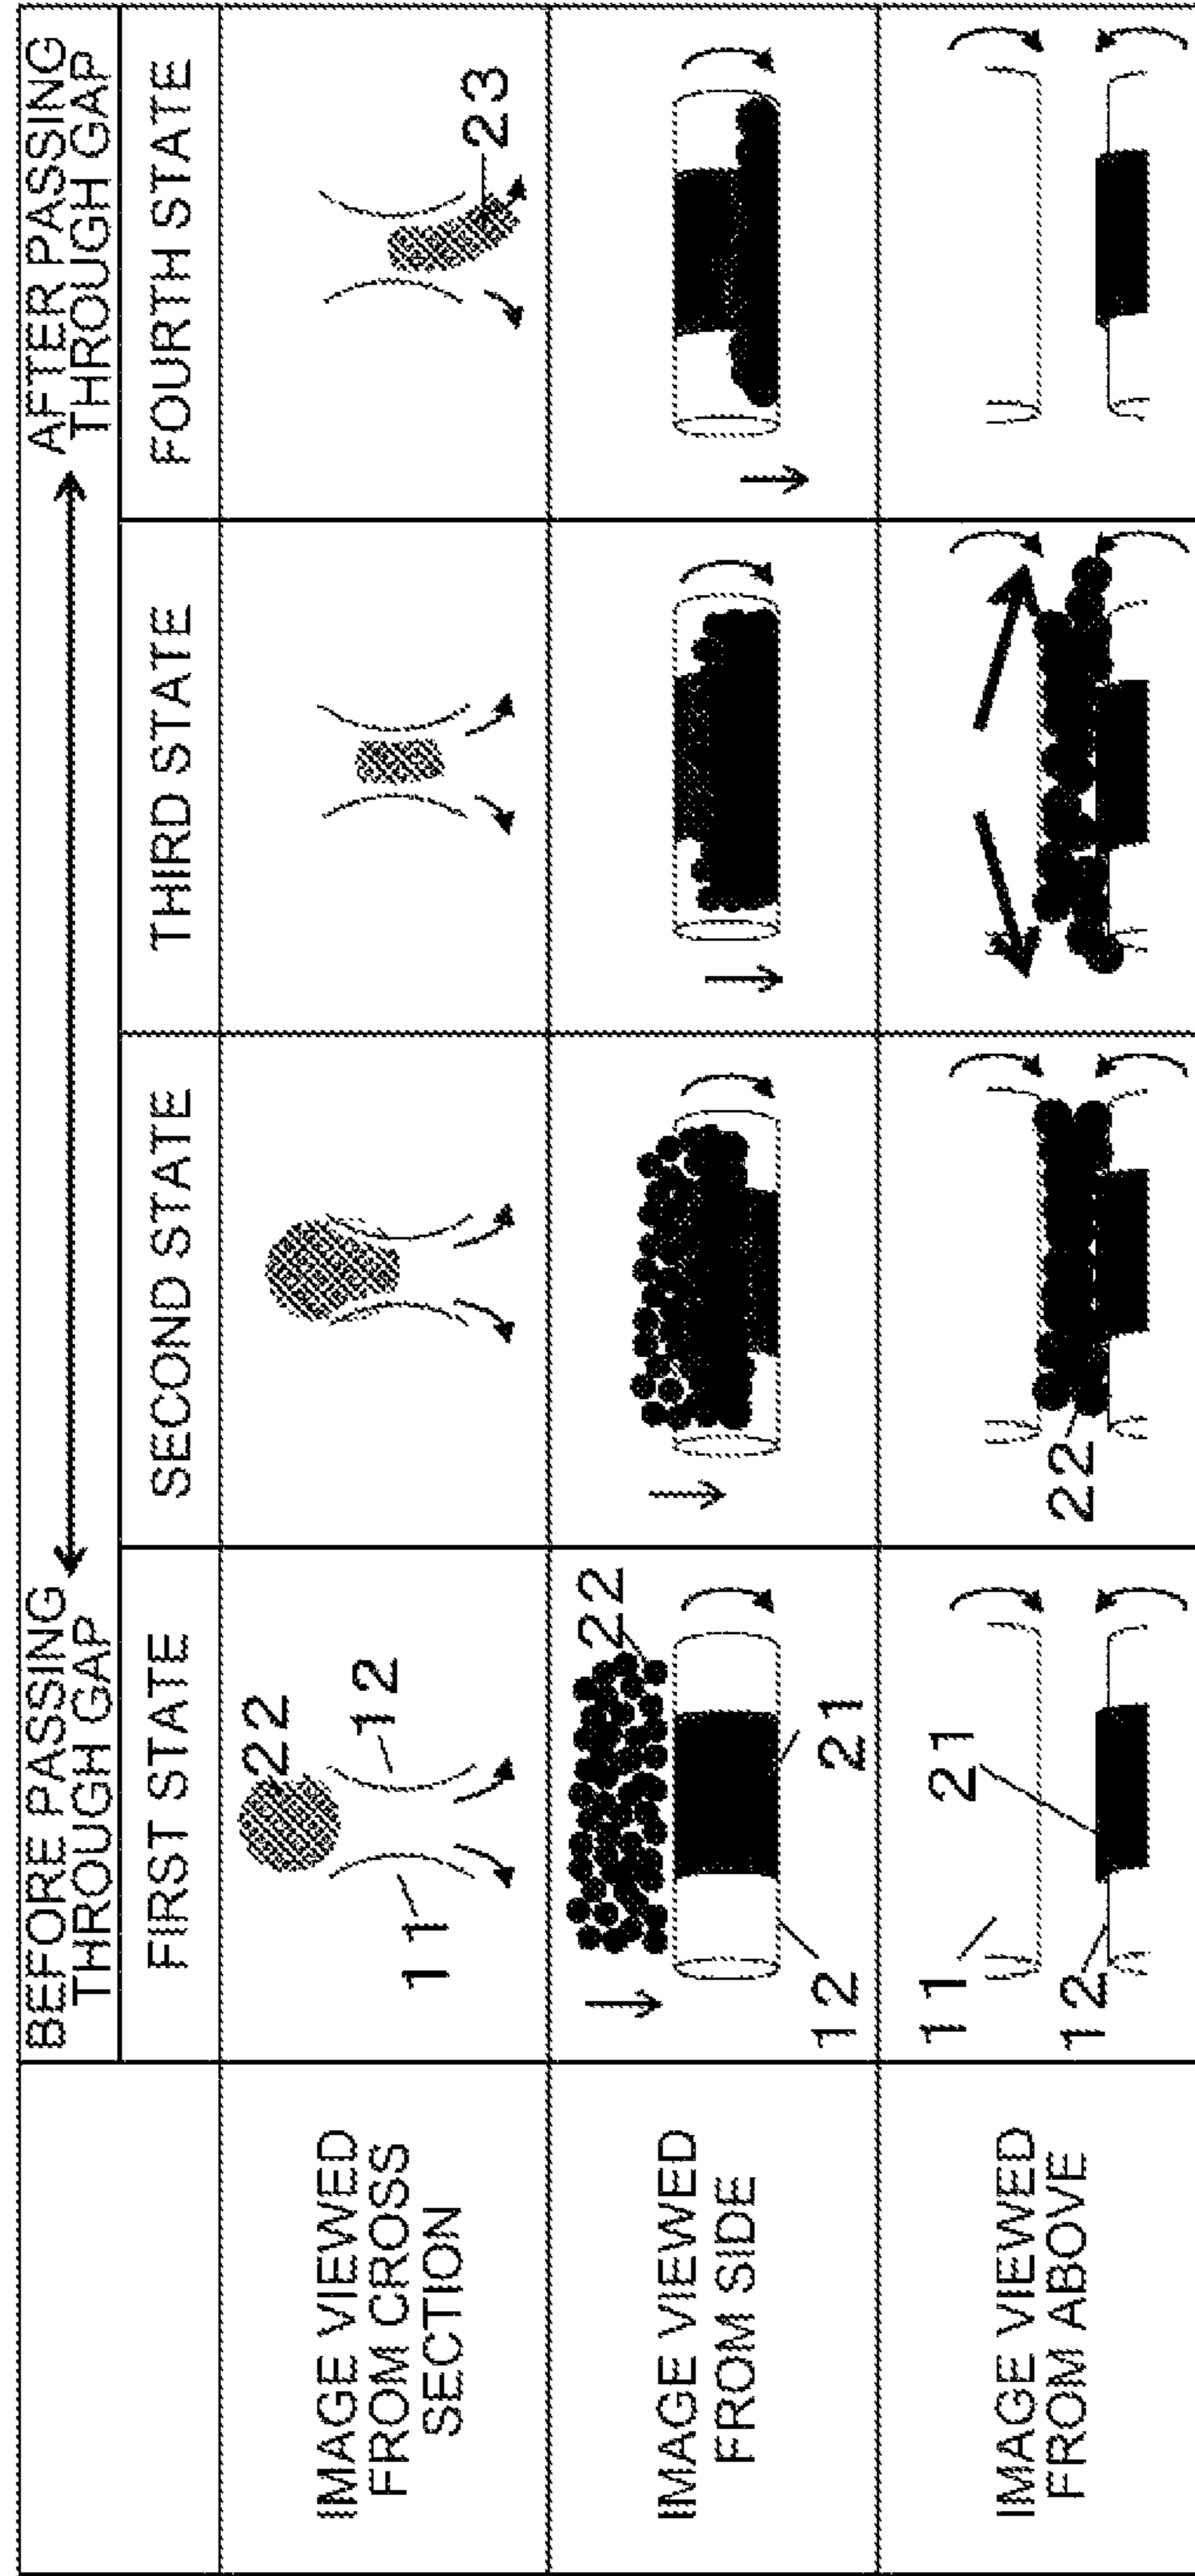 BEFORE PASSING
THROUGH GAP
AFTER PASSING
THROUGH GAP
FIRST STATE
SECOND STATE
THIRD STATE
FOURTH STATE
IMAGE VIEWED
FROM CROSS
SECTION
22
11
12
23
IMAGE VIEWED
FROM SIDE
22
12
21
IMAGE VIEWED
FROM ABOVE
11
21
12
22